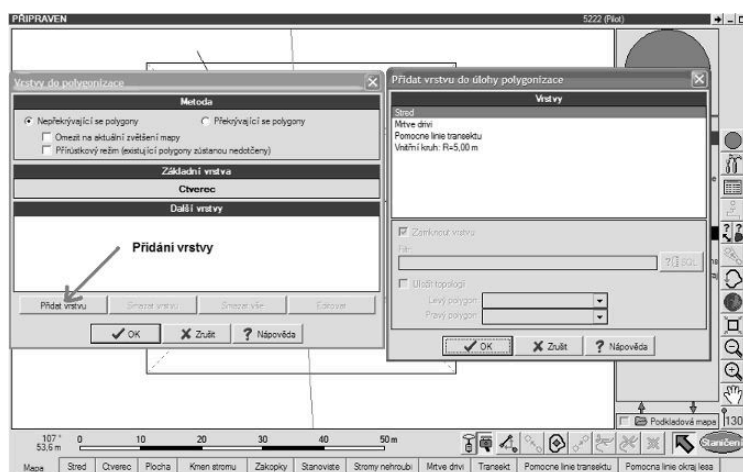 PŘIPRAVEN 5222 (Pilot)
Vrstvy do polygonizace
Metoda
Nepřekrývající se polygony Překrývající se polygony
Omezit na aktuální zvětšení mapy
Přírůstkový režim (existující polygony zůstanou nedotčeny)
Základní vrstva
Ctverec
Další vrstvy
Přidání vrstvy
Přidat vrstvu Smazat vrstvu Smazat vše Editovat
OK Zrušit Nápověda
Přidat vrstvu do úlohy polygonizace
Vrstvy
Stred
Mrtve drivi
Pomocne linie transektu
Vnitřní kruh: R=5,00 m
Zamknout vrstvu
Filtr:
SQL
Uložit topologii
Levý polygon
Pravý polygon
OK Zrušit Nápověda
Podkladová mapa 130
107°
53,6 m
0 10 20 30 40 50 m
Staničení
Mapa Stred Ctverec Plocha Kmen stromu Zakopky Stanoviste Stromy nehroubi Mrtve drivi Transekt Pomocne linie transektu Pomocna linie okraj lesa